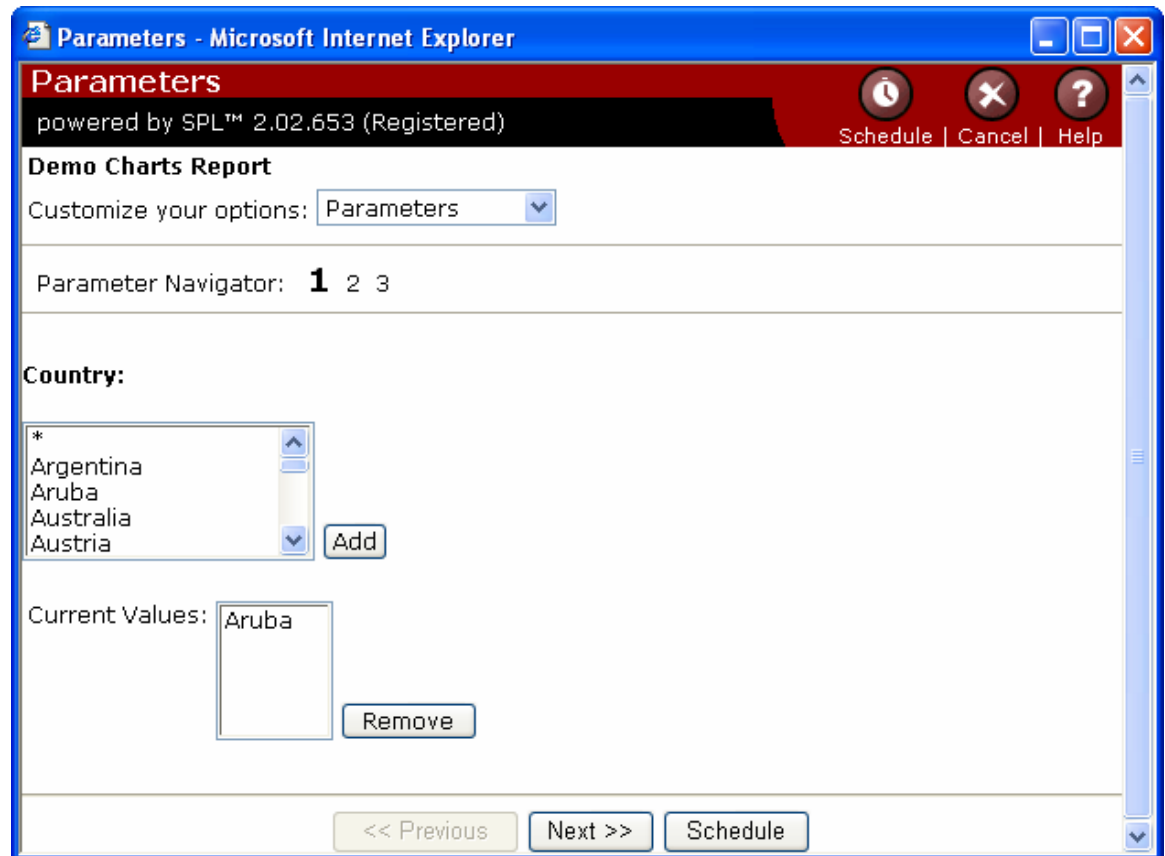 Parameters - Microsoft Internet Explorer
Parameters
powered by SPL™ 2.02.653 (Registered)
Schedule | Cancel | Help
Demo Charts Report
Customize your options: Parameters
Parameter Navigator: 1 2 3
Country:
*
Argentina
Aruba
Australia
Austria
Add
Current Values: Aruba
Remove
<< Previous Next >> Schedule